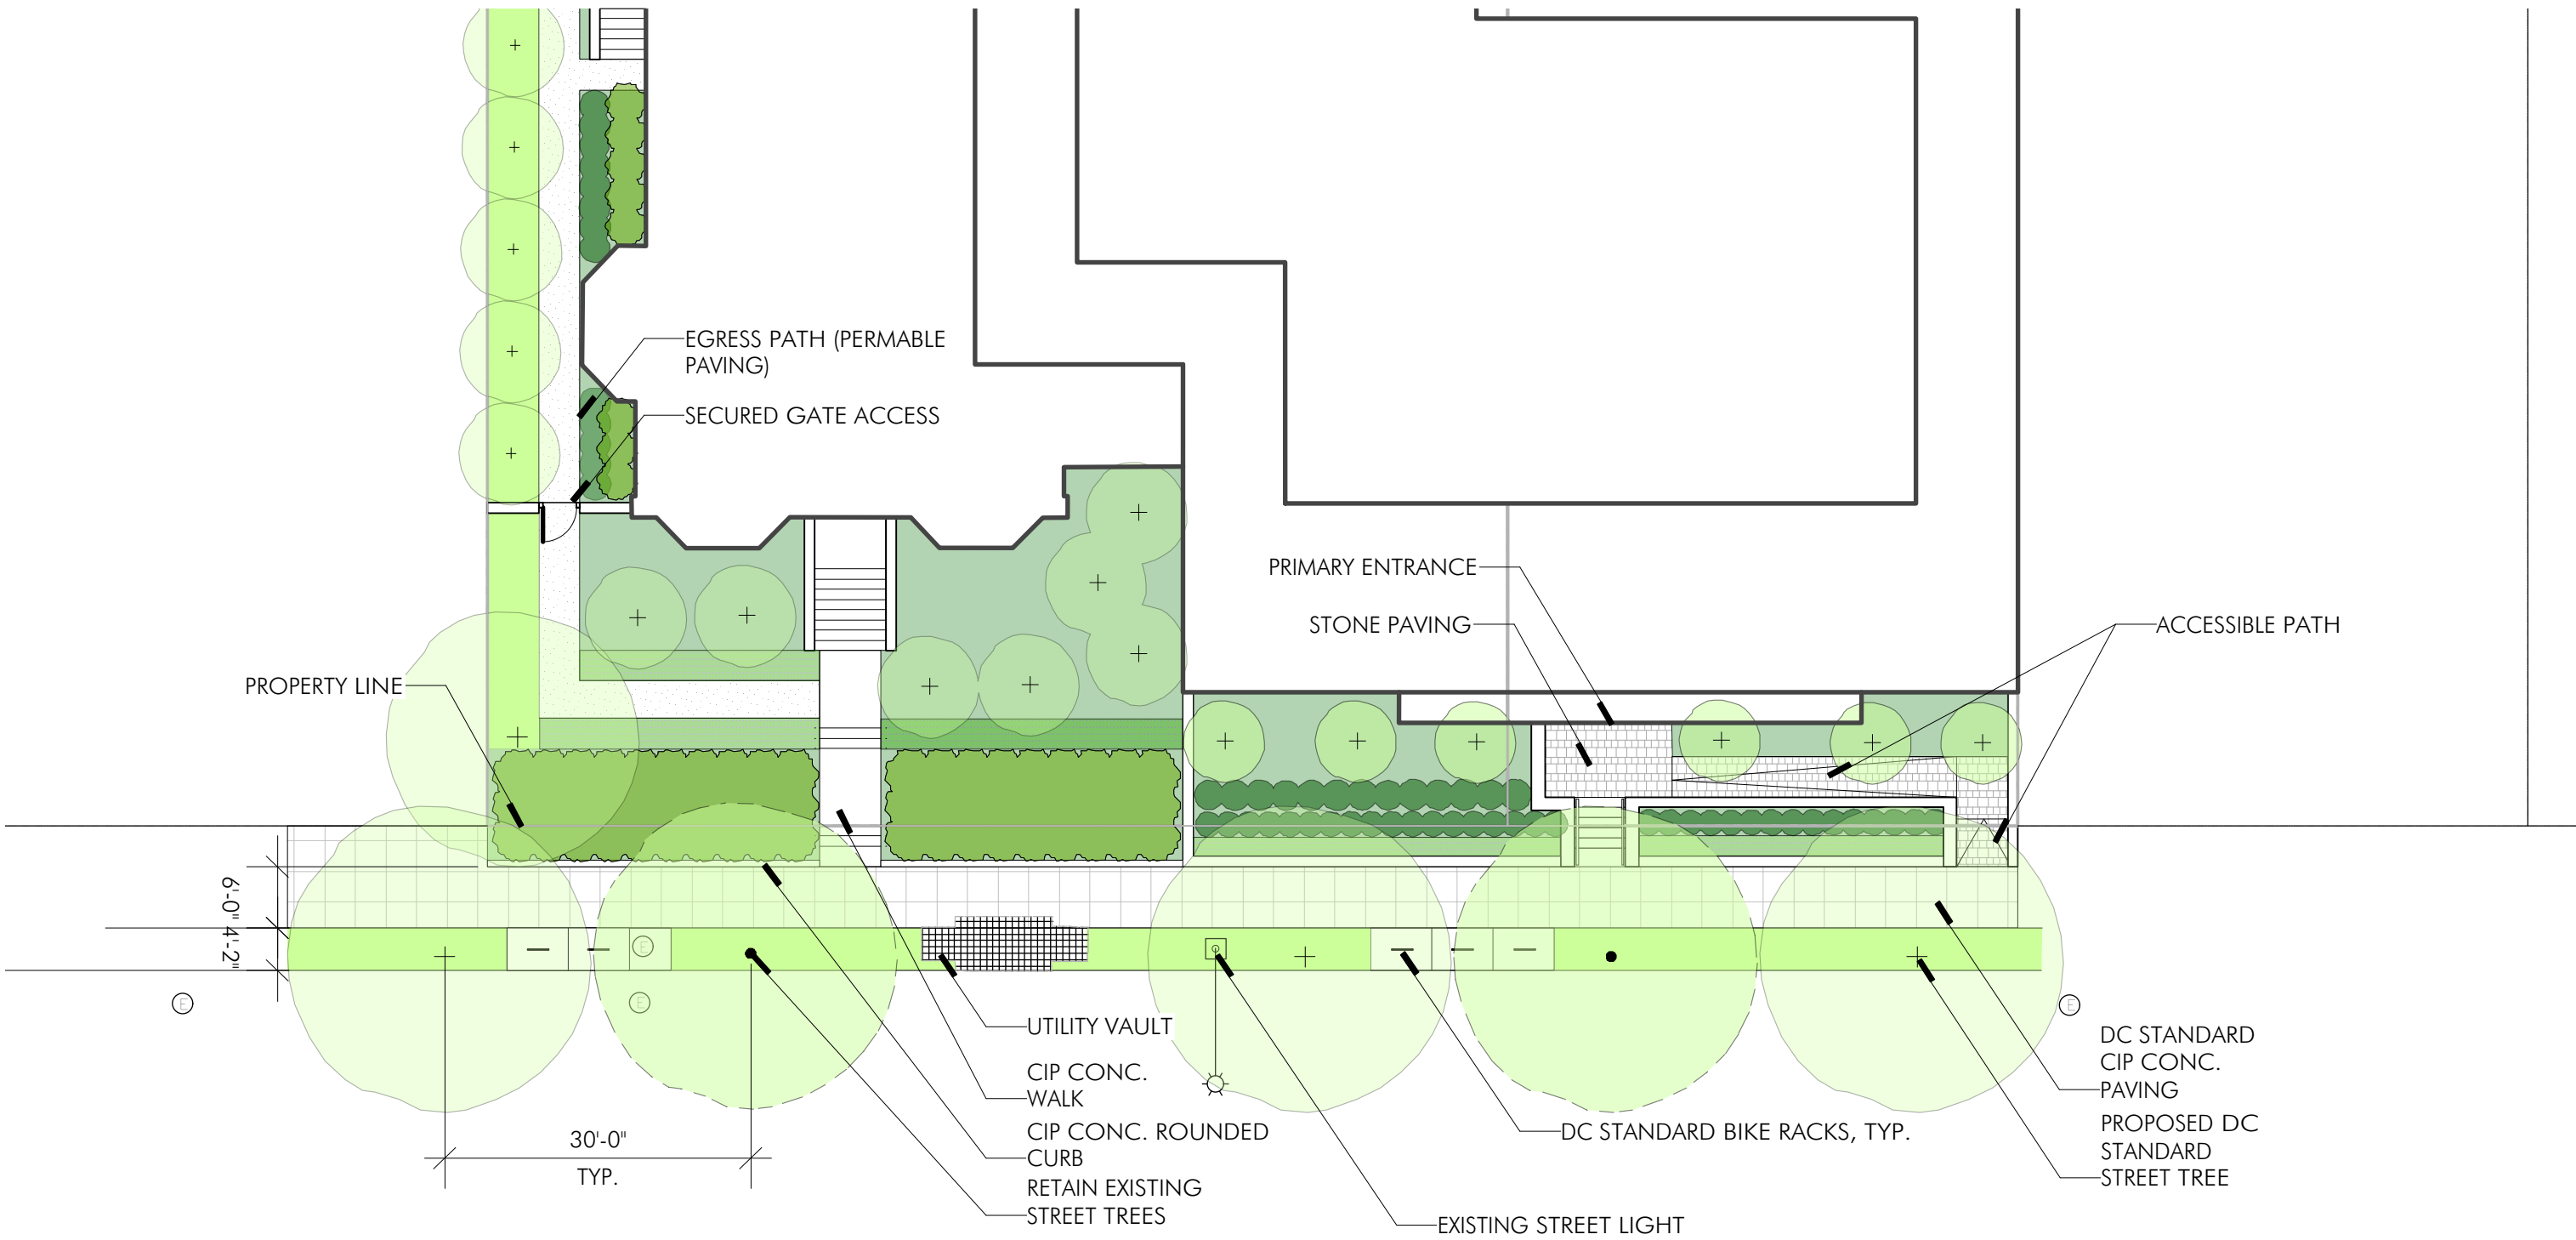 EGRESS PATH (PERMABLE
PAVING)
SECURED GATE ACCESS
PRIMARY ENTRANCE
STONE PAVING
ACCESSIBLE PATH
PROPERTY LINE
6'-0"
4'-2"
E
E
E
E
UTILITY VAULT
CIP CONC.
WALK
CIP CONC. ROUNDED
CURB
RETAIN EXISTING
STREET TREES
30'-0"
TYP.
DC STANDARD BIKE RACKS, TYP.
EXISTING STREET LIGHT
DC STANDARD
CIP CONC.
PAVING
PROPOSED DC
STANDARD
STREET TREE